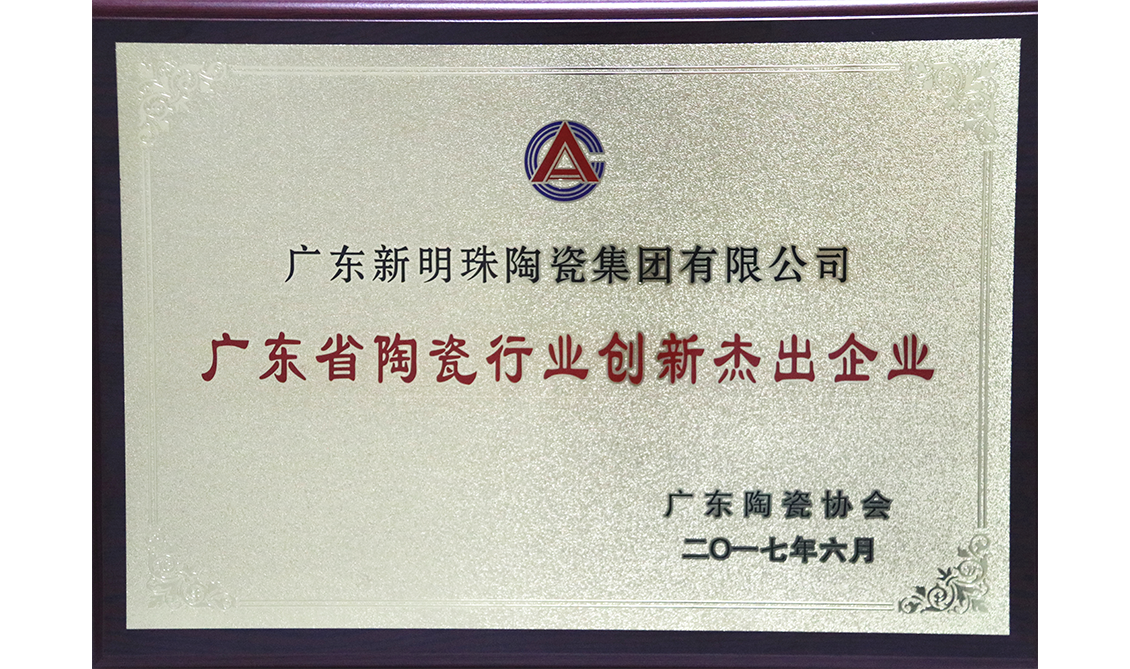 广东新明珠陶瓷集团有限公司
广东省陶瓷行业创新杰出企业
广东陶瓷协会
二〇一七年六月